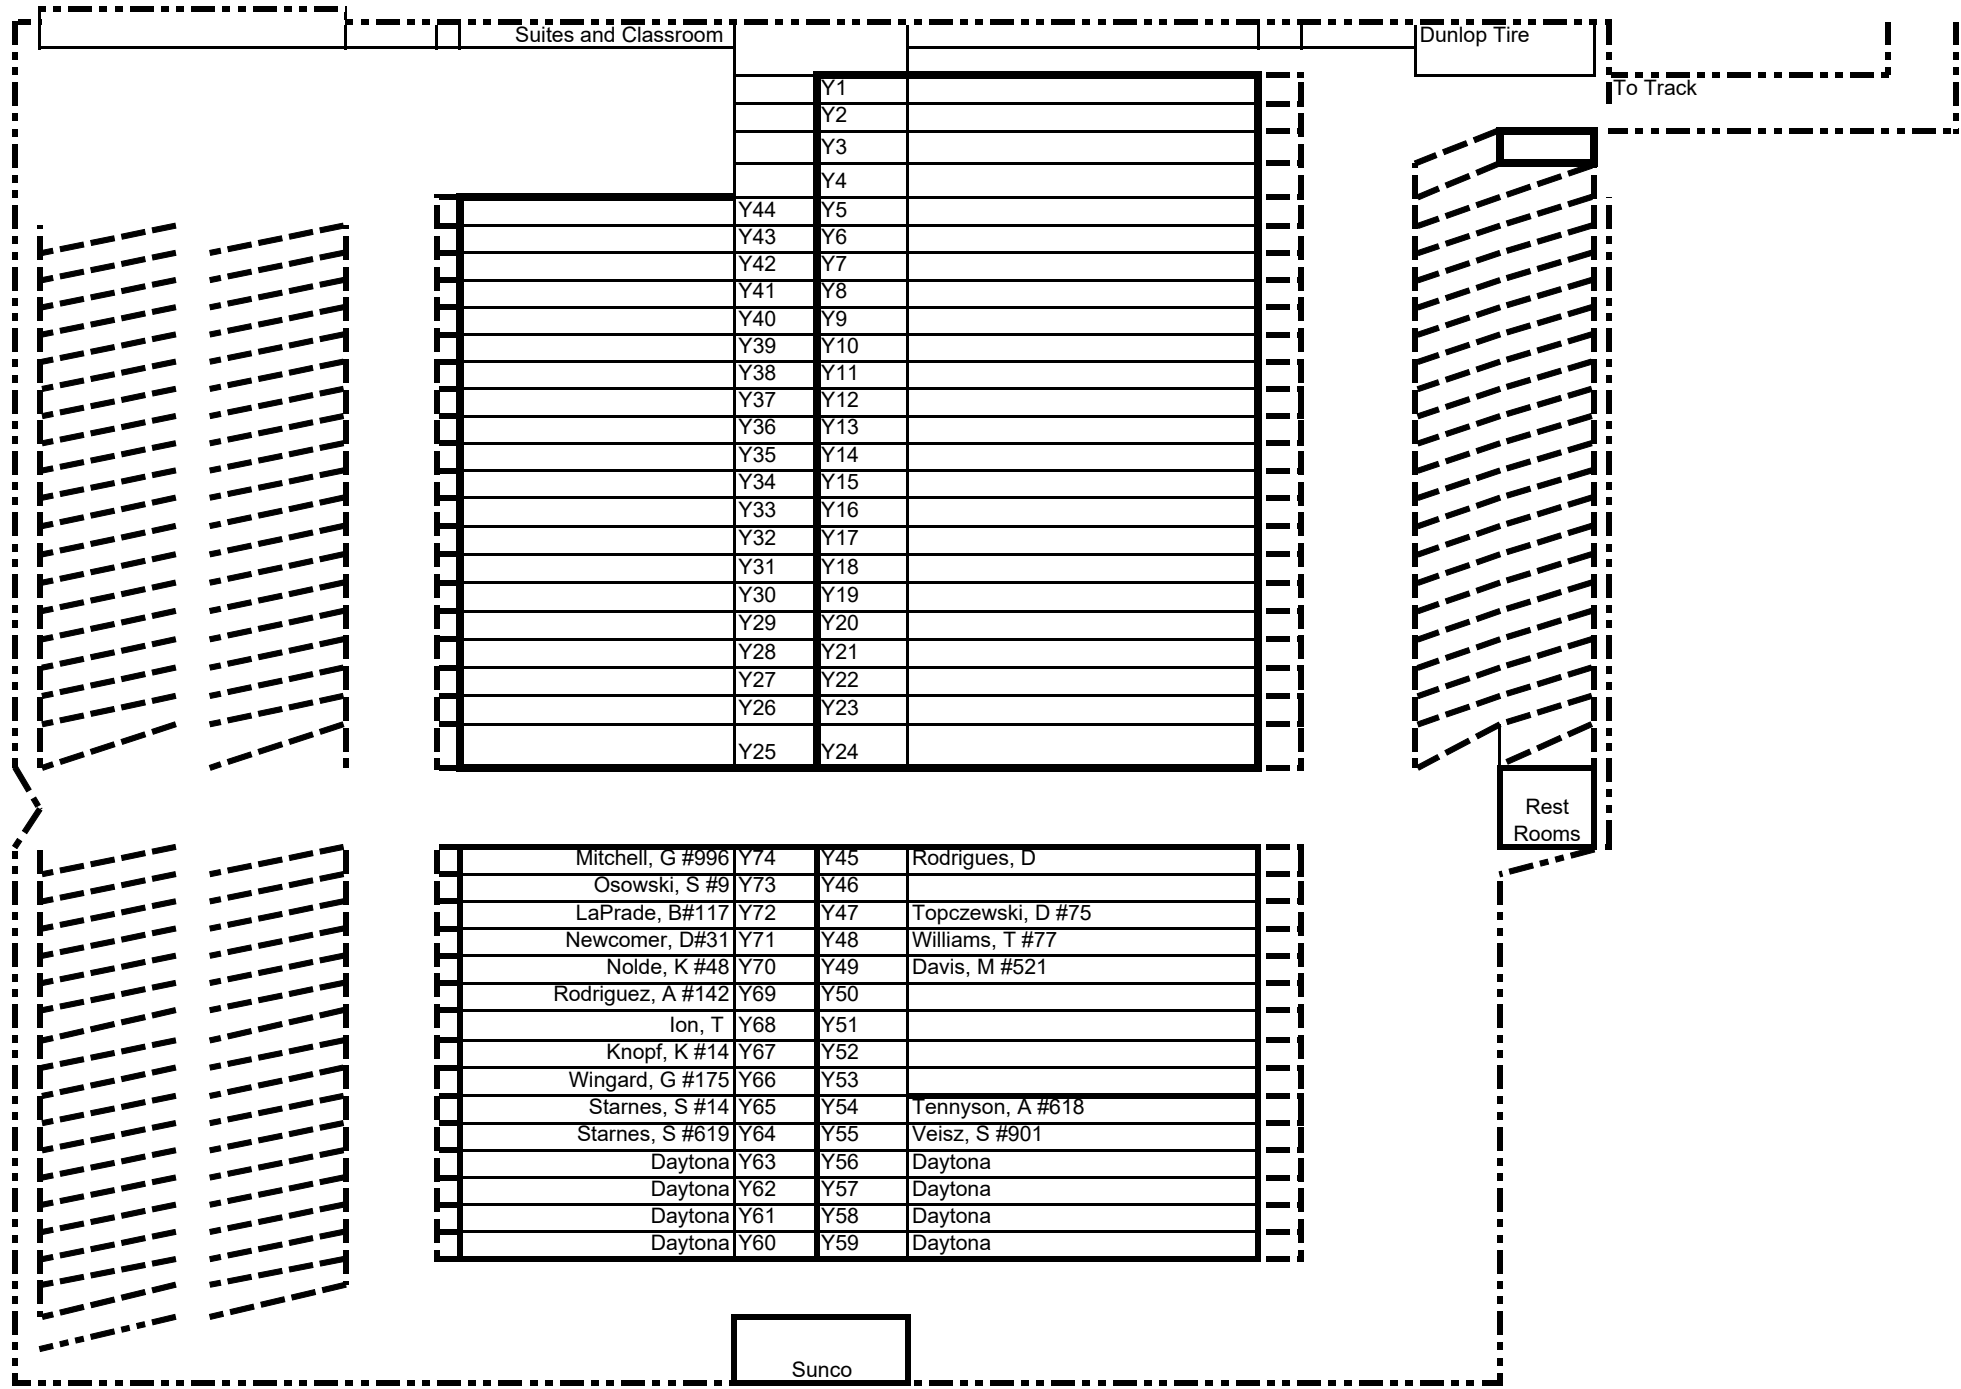 Suites and Classroom Dunlop Tire
Y1 To Track
Y2
Y3
Y4
Y44 Y5
Y43 Y6
Y42 Y7
Y41 Y8
Y40 Y9
Y39 Y10
Y38 Y11
Y37 Y12
Y36 Y13
Y35 Y14
Y34 Y15
Y33 Y16
Y32 Y17
Y31 Y18
Y30 Y19
Y29 Y20
Y28 Y21
Y27 Y22
Y26 Y23
Y25 Y24
Rest
Rooms
Mitchell, G #996 Y74 Y45 Rodrigues, D
Osowski, S #9 Y73 Y46
LaPrade, B#117 Y72 Y47 Topczewski, D #75
Newcomer, D#31 Y71 Y48 Williams, T #77
Nolde, K #48 Y70 Y49 Davis, M #521
Rodriguez, A #142 Y69 Y50
Ion, T Y68 Y51
Knopf, K #14 Y67 Y52
Wingard, G #175 Y66 Y53
Starnes, S #14 Y65 Y54 Tennyson, A #618
Starnes, S #619 Y64 Y55 Veisz, S #901
Daytona Y63 Y56 Daytona
Daytona Y62 Y57 Daytona
Daytona Y61 Y58 Daytona
Daytona Y60 Y59 Daytona
Sunco